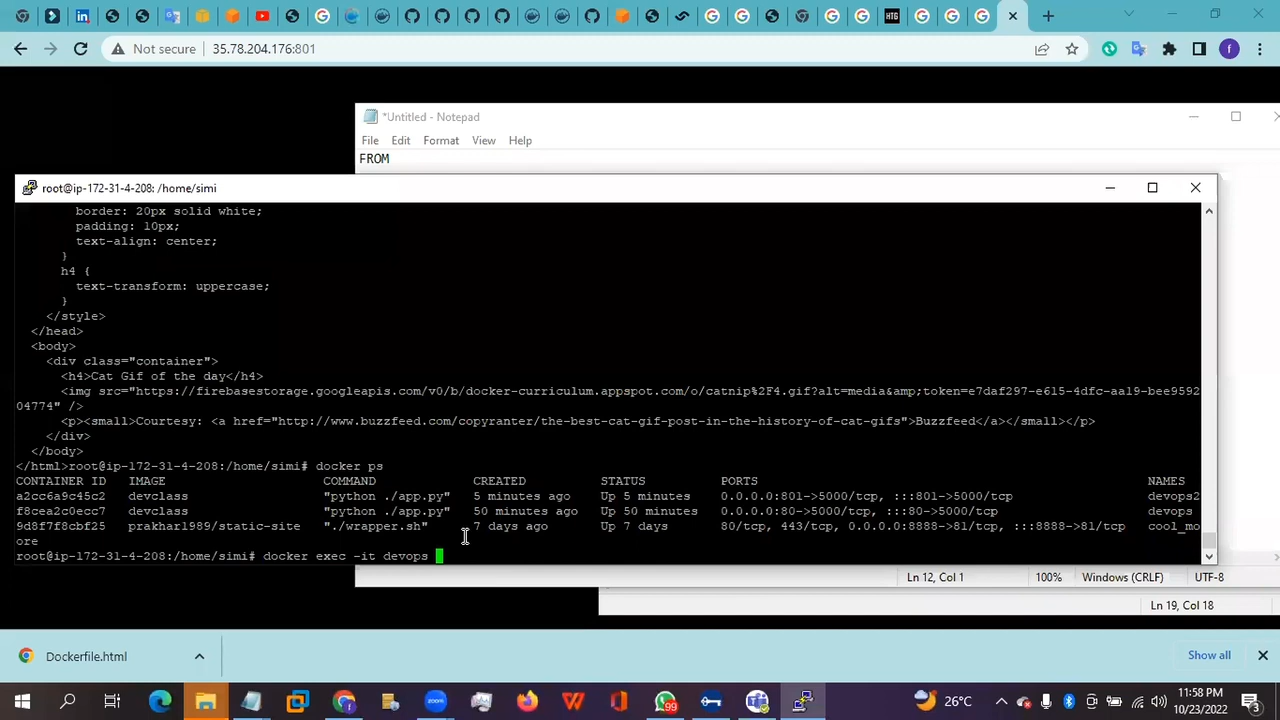 HTG
Not secure
35.78.204.176:801
f
*Untitled - Notepad
File Edit Format View Help
FROM
root@ip-172-31-4-208: /home/simi
border: 20px solid white;
padding: 10px;
text-align: center;
}
h4 {
text-transform: uppercase;
}
</style>
</head>
<body>
<div class="container">
<h4>Cat Gif of the day</h4>
<img src="https://firebasestorage.googleapis.com/v0/b/docker-curriculum.appspot.com/o/catnip%2F4.gif?alt=media&amp;token=e7daf297-e615-4dfc-aa19-bee9592
04774" />
<p><small>Courtesy: <a href="http://www.buzzfeed.com/copyranter/the-best-cat-gif-post-in-the-history-of-cat-gifs">Buzzfeed</a></small></p>
</div>
</body>
</html>root@ip-172-31-4-208:/home/simi# docker ps
CONTAINER ID IMAGE COMMAND CREATED STATUS PORTS NAMES
a2cc6a9c45c2 devclass "python ./app.py" 5 minutes ago Up 5 minutes 0.0.0.0:801->5000/tcp, :::801->5000/tcp devops2
f8cea2c0ecc7 devclass "python ./app.py" 50 minutes ago Up 50 minutes 0.0.0.0:80->5000/tcp, :::80->5000/tcp devops
9d8f7f8cbf25 prakhar1989/static-site "./wrapper.sh" 7 days ago Up 7 days 80/tcp, 443/tcp, 0.0.0.0:8888->81/tcp, :::8888->81/tcp cool_mo
ore
root@ip-172-31-4-208:/home/simi# docker exec -it devops
Ln 12, Col 1 100% Windows (CRLF) UTF-8
Ln 19, Col 18
Dockerfile.html
Show all
zoom
99
26°C
11:58 PM
10/23/2022
3